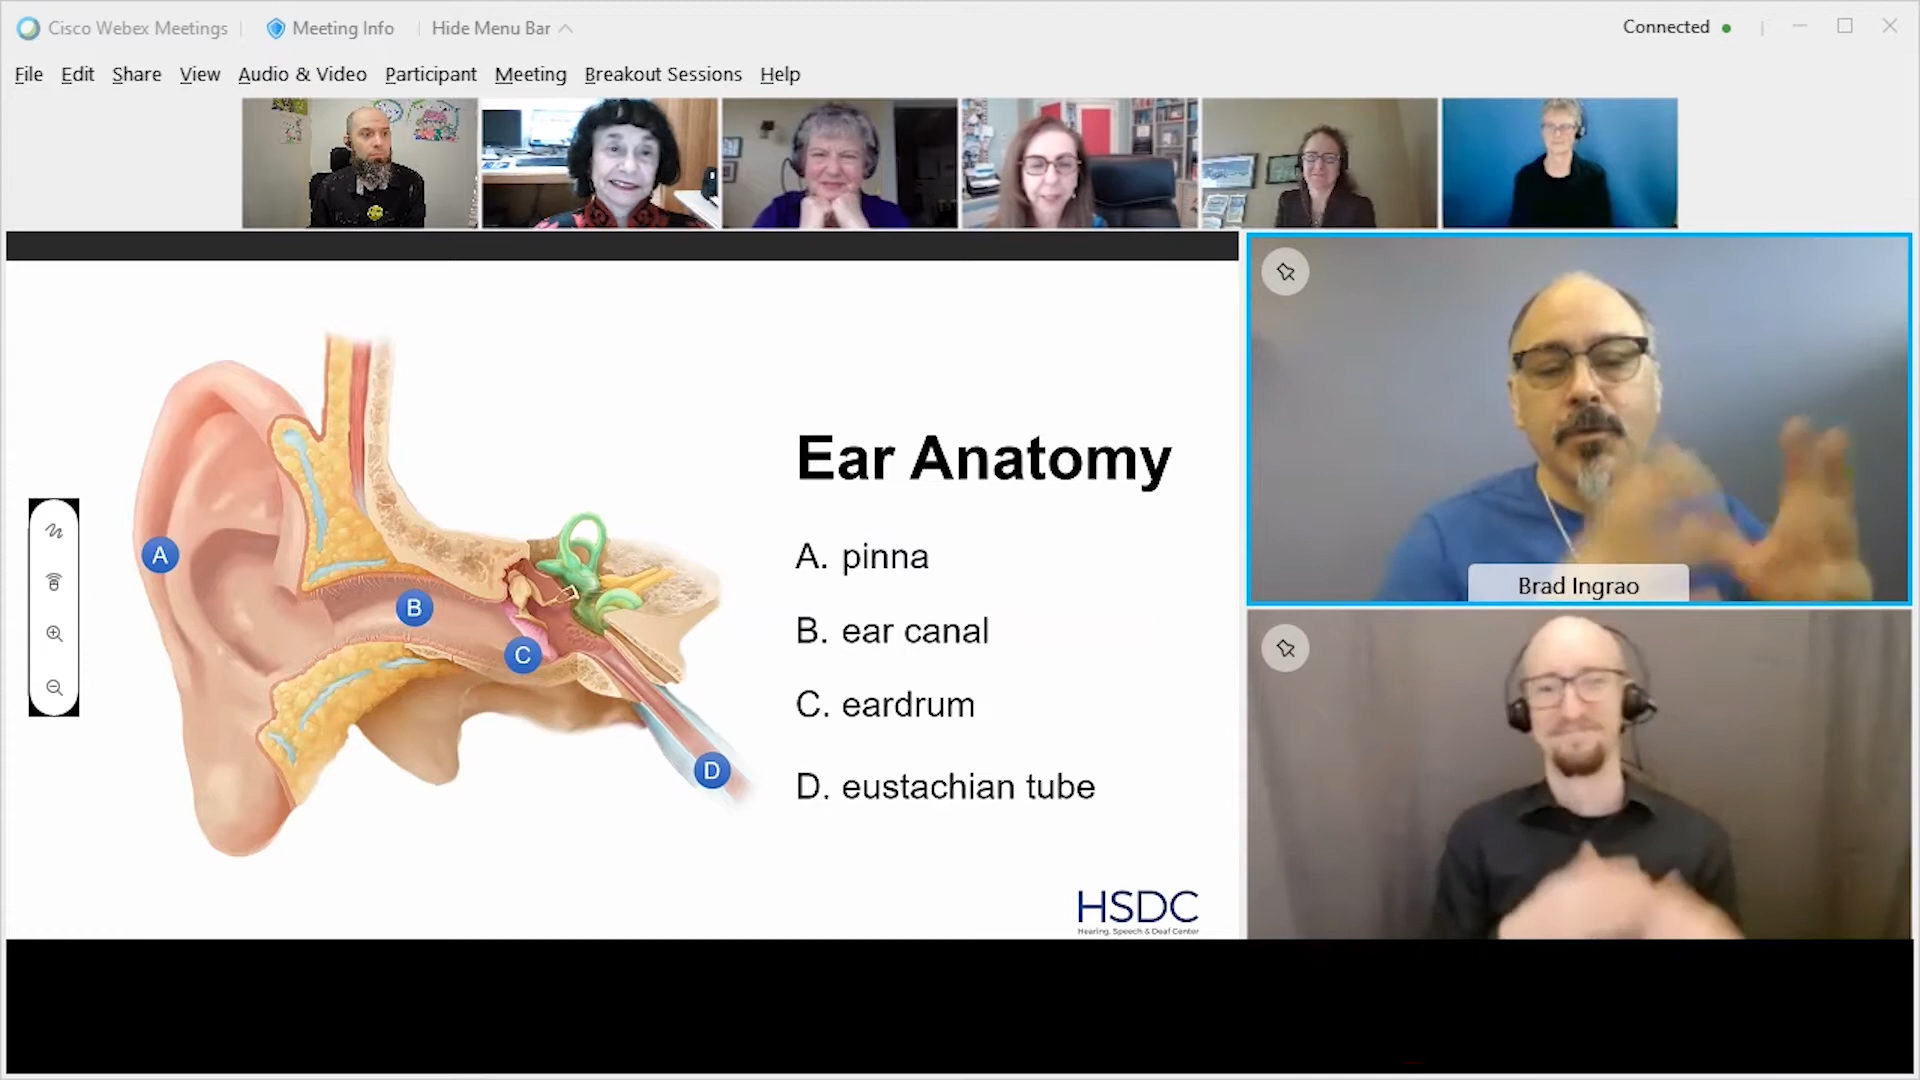 Cisco Webex Meetings
Meeting Info
Hide Menu Bar
Connected
File Edit Share View Audio & Video Participant Meeting Breakout Sessions Help
Ear Anatomy
A. pinna
B. ear canal
C. eardrum
D. eustachian tube
A
B
C
D
HSDC
Hearing, Speech & Deaf Center
Brad Ingrao